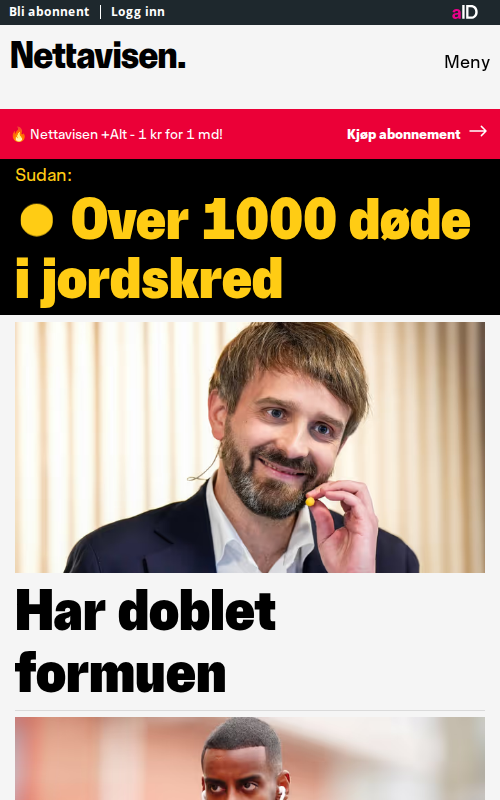 Bli abonnent | Logg inn
aID
Nettavisen.
Meny
🔥 Nettavisen +Alt - 1 kr for 1 md!
Kjøp abonnement →
Sudan:
Over 1000 døde
i jordskred
Har doblet
formuen